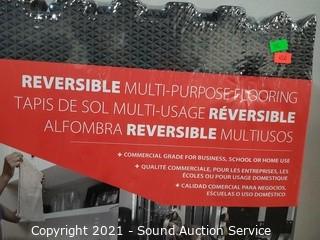 REVERSIBLE MULTI-PURPOSE FLOORING
TAPIS DE SOL MULTI-USAGE RÉVERSIBLE
ALFOMBRA REVERSIBLE MULTIUSOS
+ COMMERCIAL GRADE FOR BUSINESS, SCHOOL OR HOME USE
+ QUALITÉ COMMERCIALE, POUR LES ENTREPRISES, LES
ÉCOLES OU POUR USAGE DOMESTIQUE
+ CALIDAD COMERCIAL PARA NEGOCIOS,
ESCUELAS O USO DOMÉSTICO
Copyright 2021 - Sound Auction Service